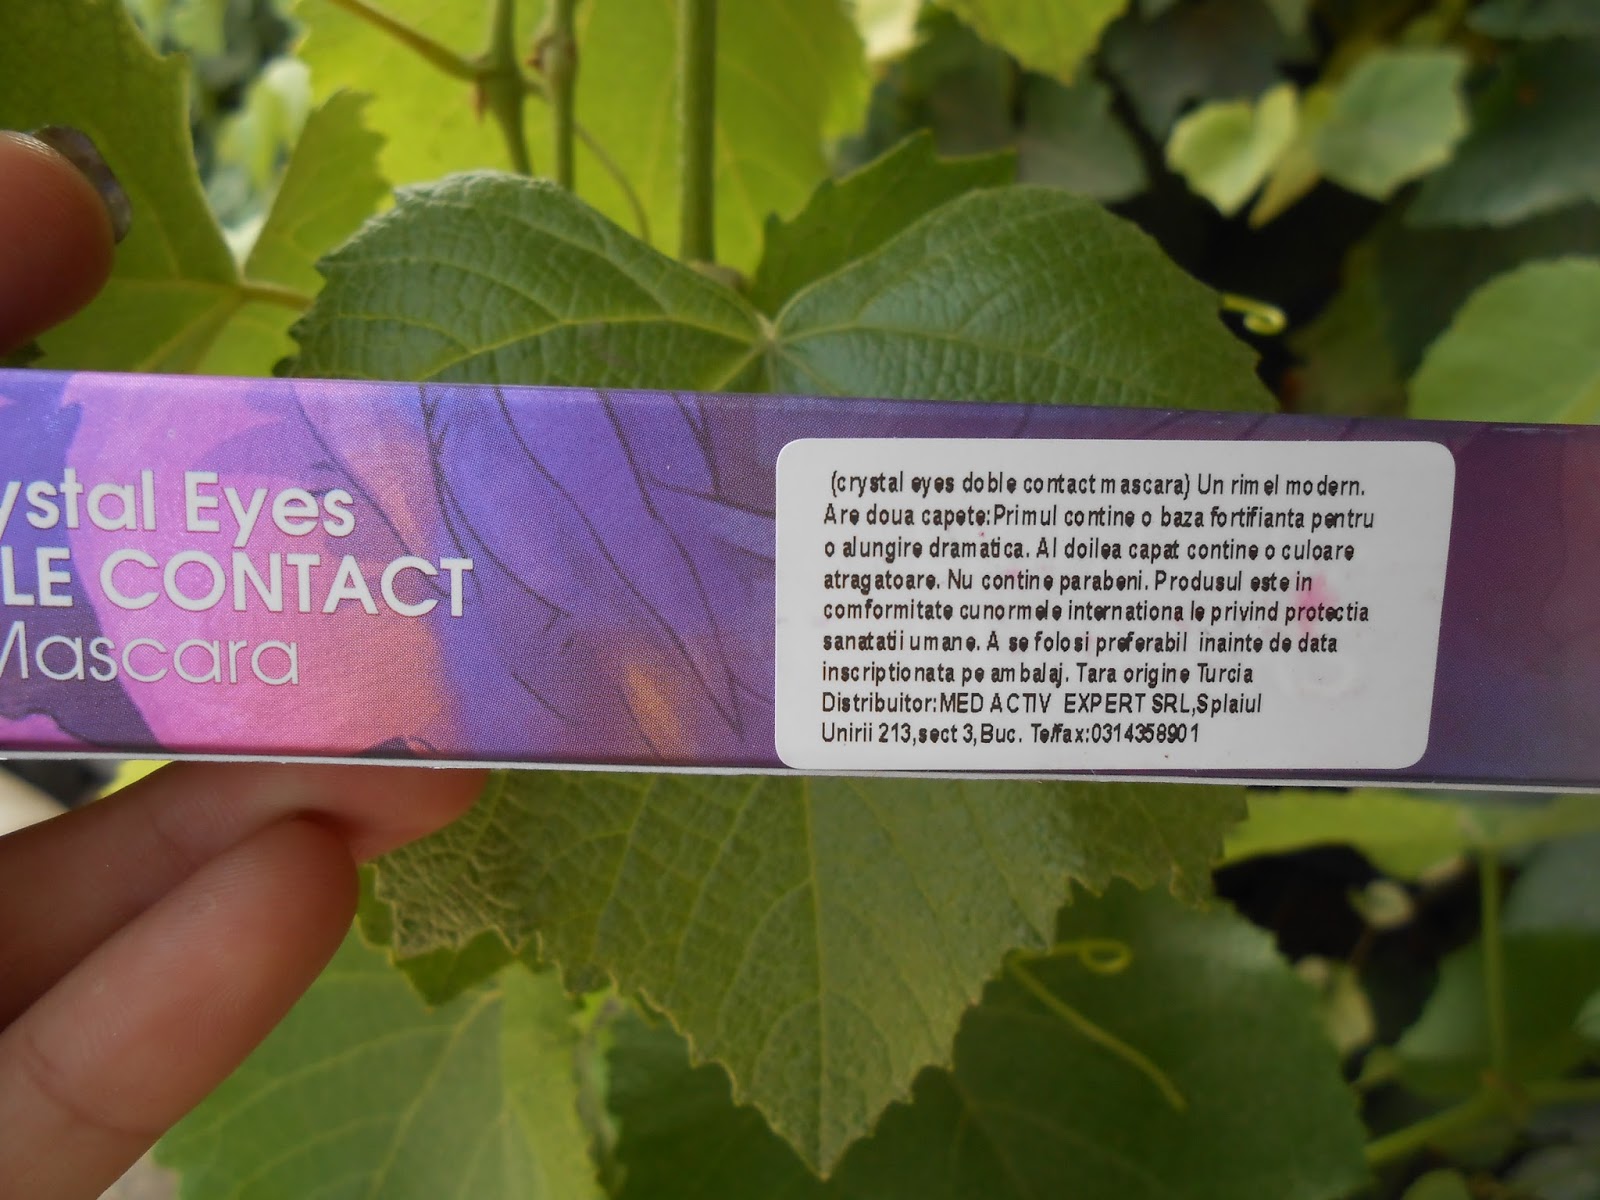 ystal Eyes
LE CONTACT
Mascara
(crystal eyes doble contact mascara) Un rimel modern.
Are doua capete:Primul contine o baza fortifianta pentru
o alungire dramatica. Al doilea capat contine o culoare
atragatoare. Nu contine parabeni. Produsul este in
comformitate cu normele internationa le privind protectia
sanatatii umane. A se folosi preferabil inainte de data
inscriptionata pe ambalaj. Tara origine Turcia
Distribuitor:MED ACTIV EXPERT SRL,Splaiul
Unirii 213,sect 3,Buc. Tel/fax:0314358901